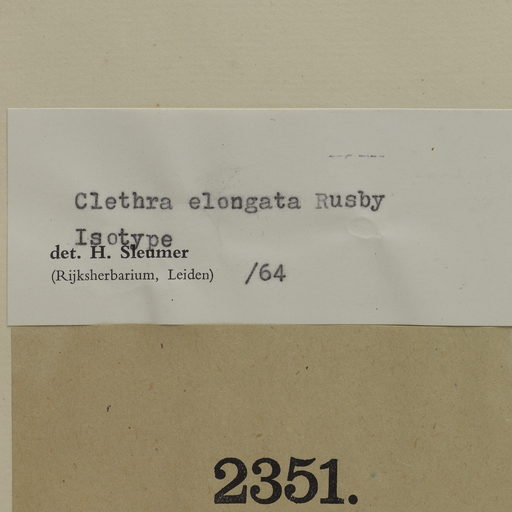 Clethra elongata Rusby
Isotype
det. H. Sleumer
(Rijksherbarium, Leiden) /64
2351.